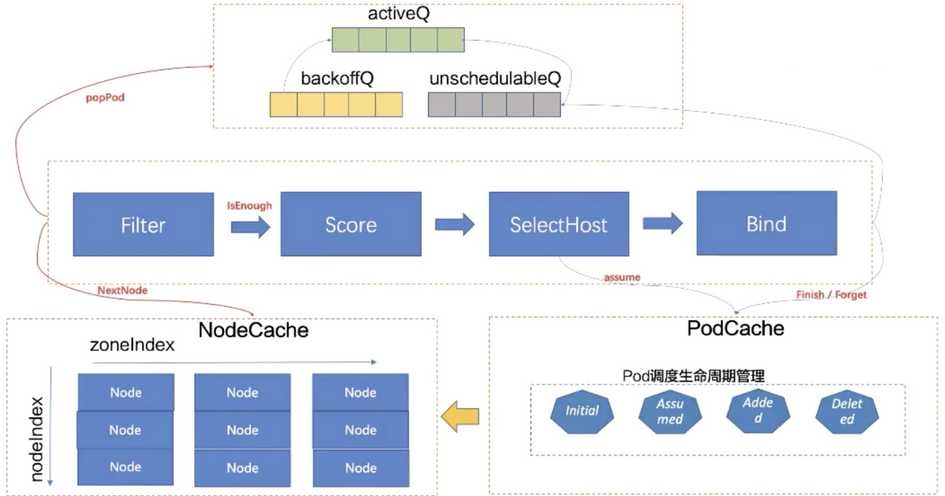 activeQ
backoffQ
unschedulableQ
popPod
Filter
IsEnough
Score
SelectHost
Bind
NextNode
assume
Finish / Forget
NodeCache
zoneIndex
nodeIndex
Node
Node
Node
Node
Node
Node
Node
Node
Node
PodCache
Pod调度生命周期管理
Initial
Assu
med
Adde
d
Delet
ed